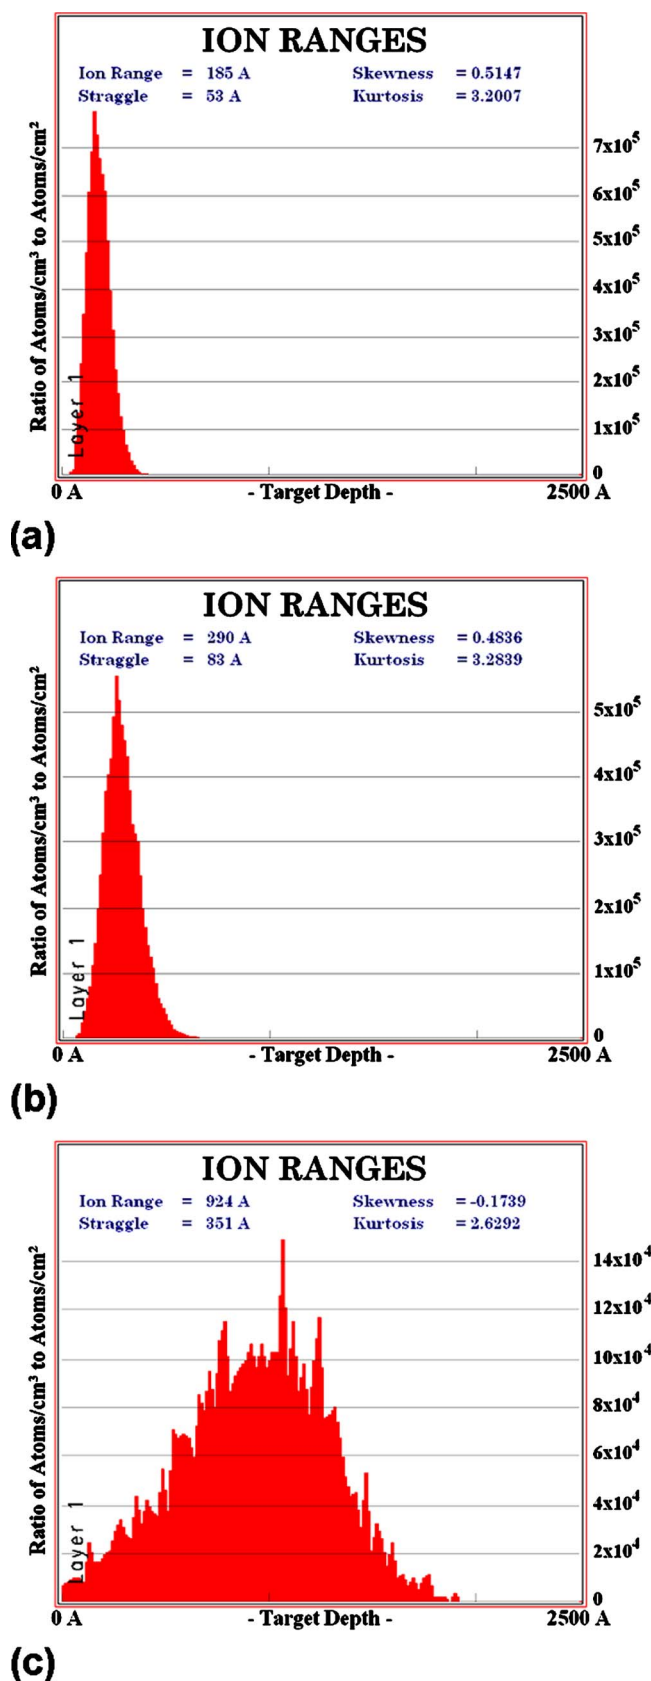 ION RANGES
Ion Range = 185 A Skewness = 0.5147
Straggle = 53 A Kurtosis = 3.2007
Ratio of Atoms/cm³ to Atoms/cm²
Layer 1
7x10⁵
6x10⁵
5x10⁵
4x10⁵
3x10⁵
2x10⁵
1x10⁵
0
0 A - Target Depth - 2500 A
(a)
ION RANGES
Ion Range = 290 A Skewness = 0.4836
Straggle = 83 A Kurtosis = 3.2839
Ratio of Atoms/cm³ to Atoms/cm²
Layer 1
5x10⁵
4x10⁵
3x10⁵
2x10⁵
1x10⁵
0
0 A - Target Depth - 2500 A
(b)
ION RANGES
Ion Range = 924 A Skewness = -0.1739
Straggle = 351 A Kurtosis = 2.6292
Ratio of Atoms/cm³ to Atoms/cm²
Layer 1
14x10⁴
12x10⁴
10x10⁴
8x10⁴
6x10⁴
4x10⁴
2x10⁴
0
0 A - Target Depth - 2500 A
(c)